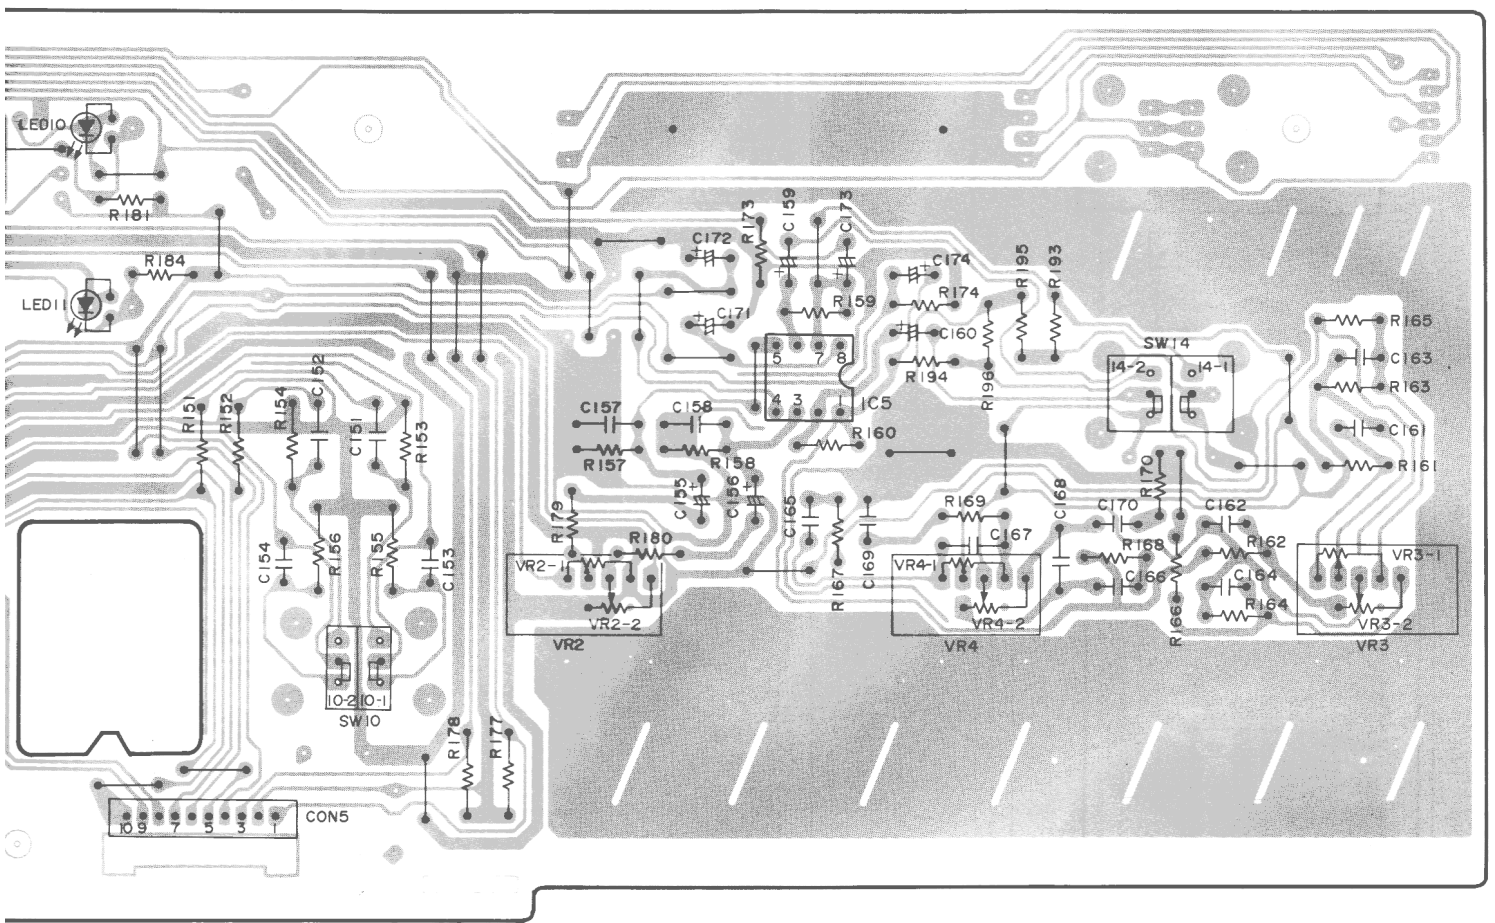 LED10
R181
R184
LED11
R173
C159
C173
C172
C174
R195
R193
R159
R174
C171
C160
R165
SW14
5
7
8
14-2
14-1
C163
R194
R196
R163
4
3
1
IC5
R151
R152
R154
C152
C151
R153
C157
C158
C161
R160
R157
R158
R170
R161
C155
C156
R179
C165
R169
C168
C170
C162
R180
C167
R168
R162
C154
R156
R155
C153
VR2-1
R167
C169
VR4-1
C166
C164
VR3-1
R166
R164
VR2-2
VR4-2
VR3-2
VR2
VR4
VR3
10-2
10-1
SW10
R178
R177
CON5
10
9
7
5
3
1